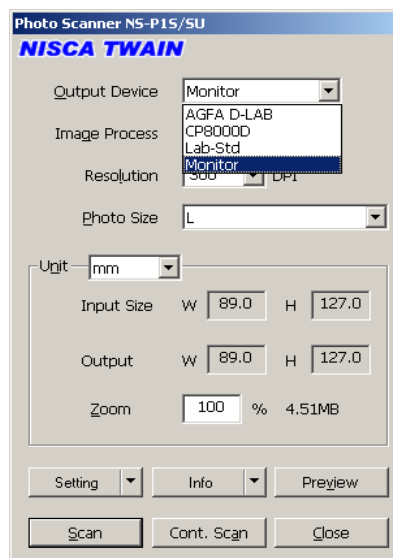 Photo Scanner NS-P1S/SU
NISCA TWAIN
Output Device Monitor
AGFA D-LAB
Image Process CP8000D
Lab-Std
Monitor
Resolution 300 DPI
Photo Size L
Unit mm
Input Size W 89.0 H 127.0
Output W 89.0 H 127.0
Zoom 100 % 4.51MB
Setting Info Preview
Scan Cont. Scan Close